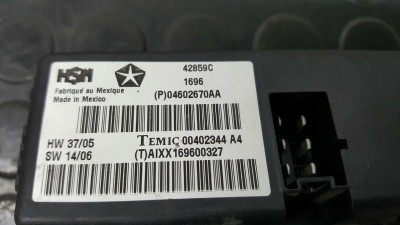 HSM
42859C
1696
Fabriqué au Mexique
Made in Mexico
(P)04602670AA
HW 37/05
SW 14/06
TEMIC 00402344 A4
(T)AIXX169600327